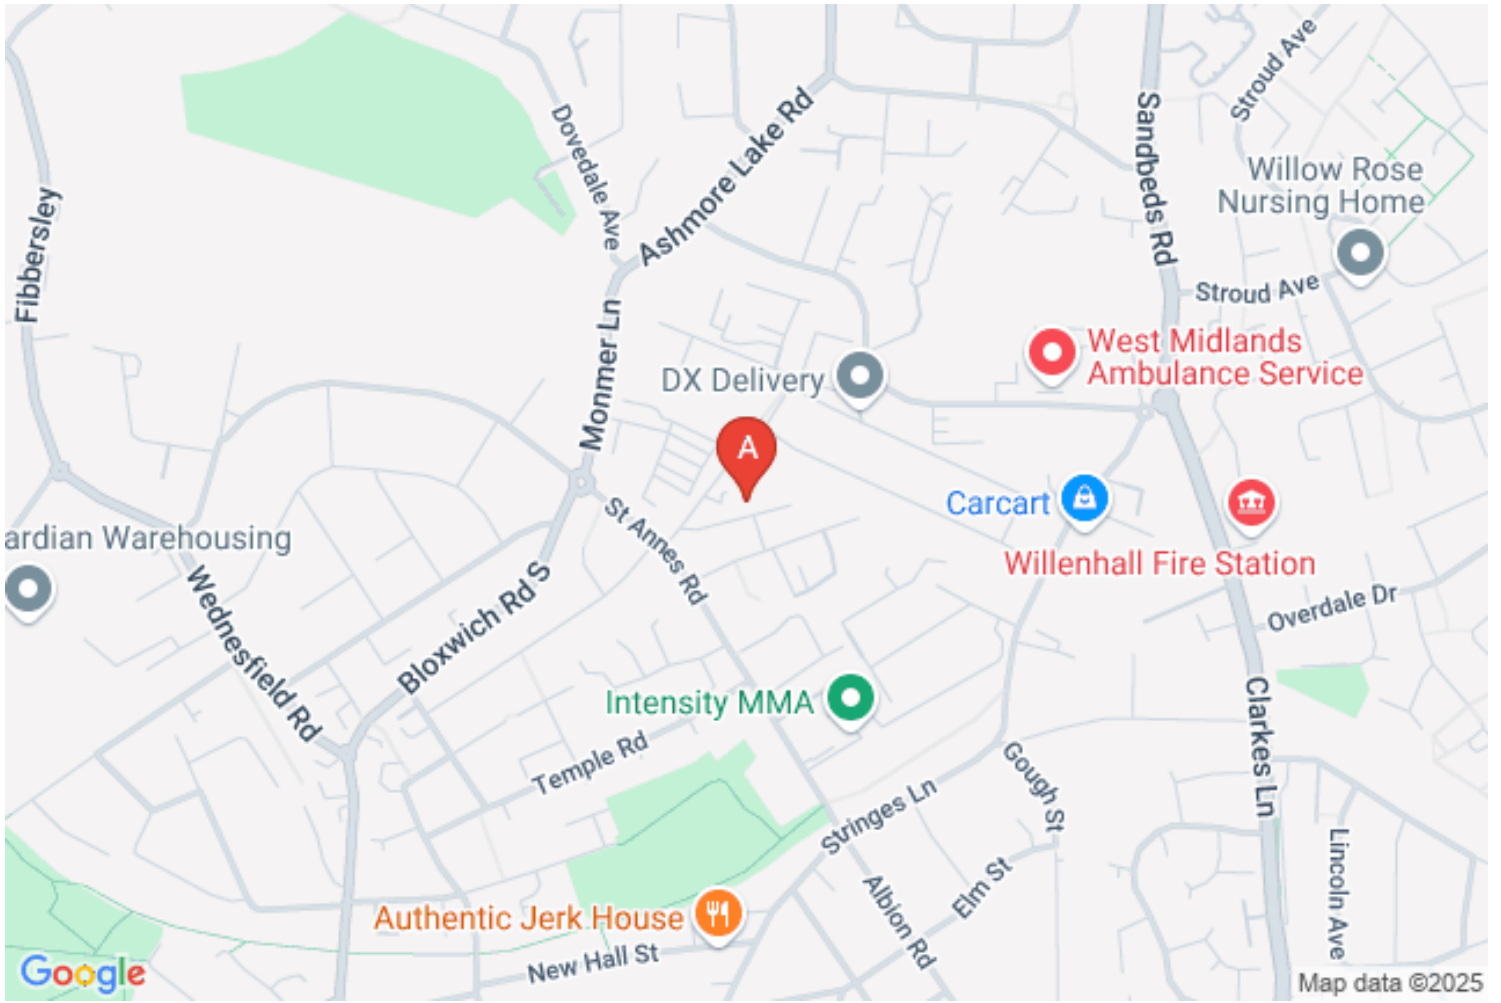 Stroud Ave
Dovedale Ave
Ashmore Lake Rd
Sandbeds Rd
Willow Rose
Nursing Home
Fibbersley
Stroud Ave
Monmer Ln
West Midlands
Ambulance Service
DX Delivery
A
Carcart
St Annes Rd
ardian Warehousing
Willenhall Fire Station
Wednesfield Rd
Bloxwich Rd S
Overdale Dr
Intensity MMA
Clarkes Ln
Temple Rd
Gough St
Stringes Ln
Lincoln Ave
Elm St
Authentic Jerk House
Albion Rd
New Hall St
Google
Map data ©2025